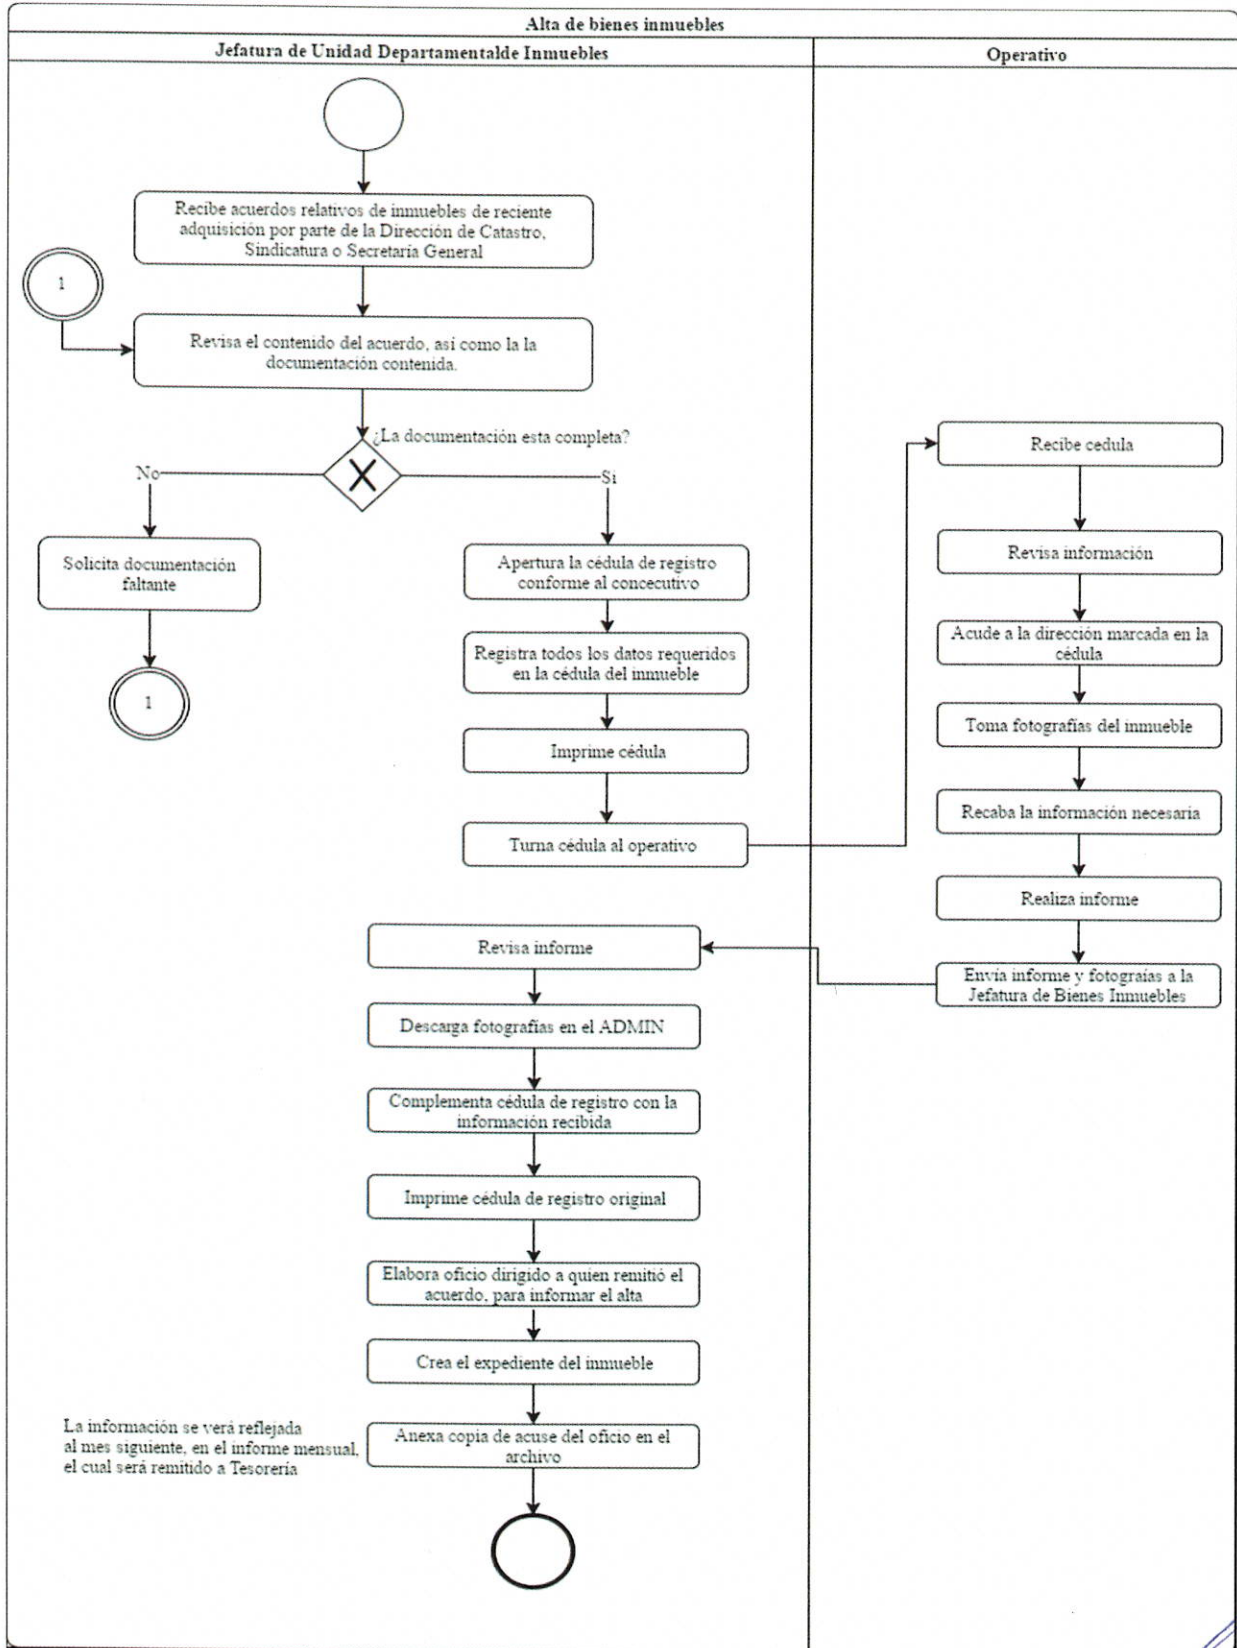 Alta de bienes inmuebles
Jefatura de Unidad Departamentalde Inmuebles
Operativo
Recibe acuerdos relativos de inmuebles de reciente
adquisición por parte de la Dirección de Catastro,
Sindicatura o Secretaría General
1
Revisa el contenido del acuerdo, asi como la la
documentación contenida.
¿La documentación esta completa?
No
Si
Solicita documentación
faltante
1
Apertura la cédula de registro
conforme al concecutivo
Registra todos los datos requeridos
en la cédula del inmueble
Imprime cédula
Turna cédula al operativo
Recibe cedula
Revisa información
Acude a la dirección marcada en la
cédula
Toma fotografías del inmueble
Recaba la información necesaria
Realiza informe
Envía informe y fotograías a la
Jefatura de Bienes Inmuebles
Revisa informe
Descarga fotografías en el ADMIN
Complementa cédula de registro con la
información recibida
Imprime cédula de registro original
Elabora oficio dirigido a quien remitió el
acuerdo, para informar el alta
Crea el expediente del inmueble
Anexa copia de acuse del oficio en el
archivo
La información se verá reflejada
al mes siguiente, en el informe mensual,
el cual será remitido a Tesorería